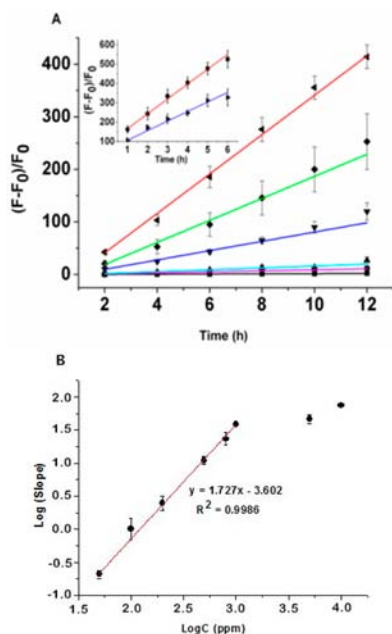 A
(F-F0)/F0
600
500
400
300
200
100
1 2 3 4 5 6
Time (h)
(F-F0)/F0
400
300
200
100
0
2 4 6 8 10 12
Time (h)
B
Log (Slope)
2.0
1.5
1.0
0.5
0.0
-0.5
-1.0
y = 1.727x - 3.602
R2 = 0.9986
1.5 2.0 2.5 3.0 3.5 4.0
LogC (ppm)